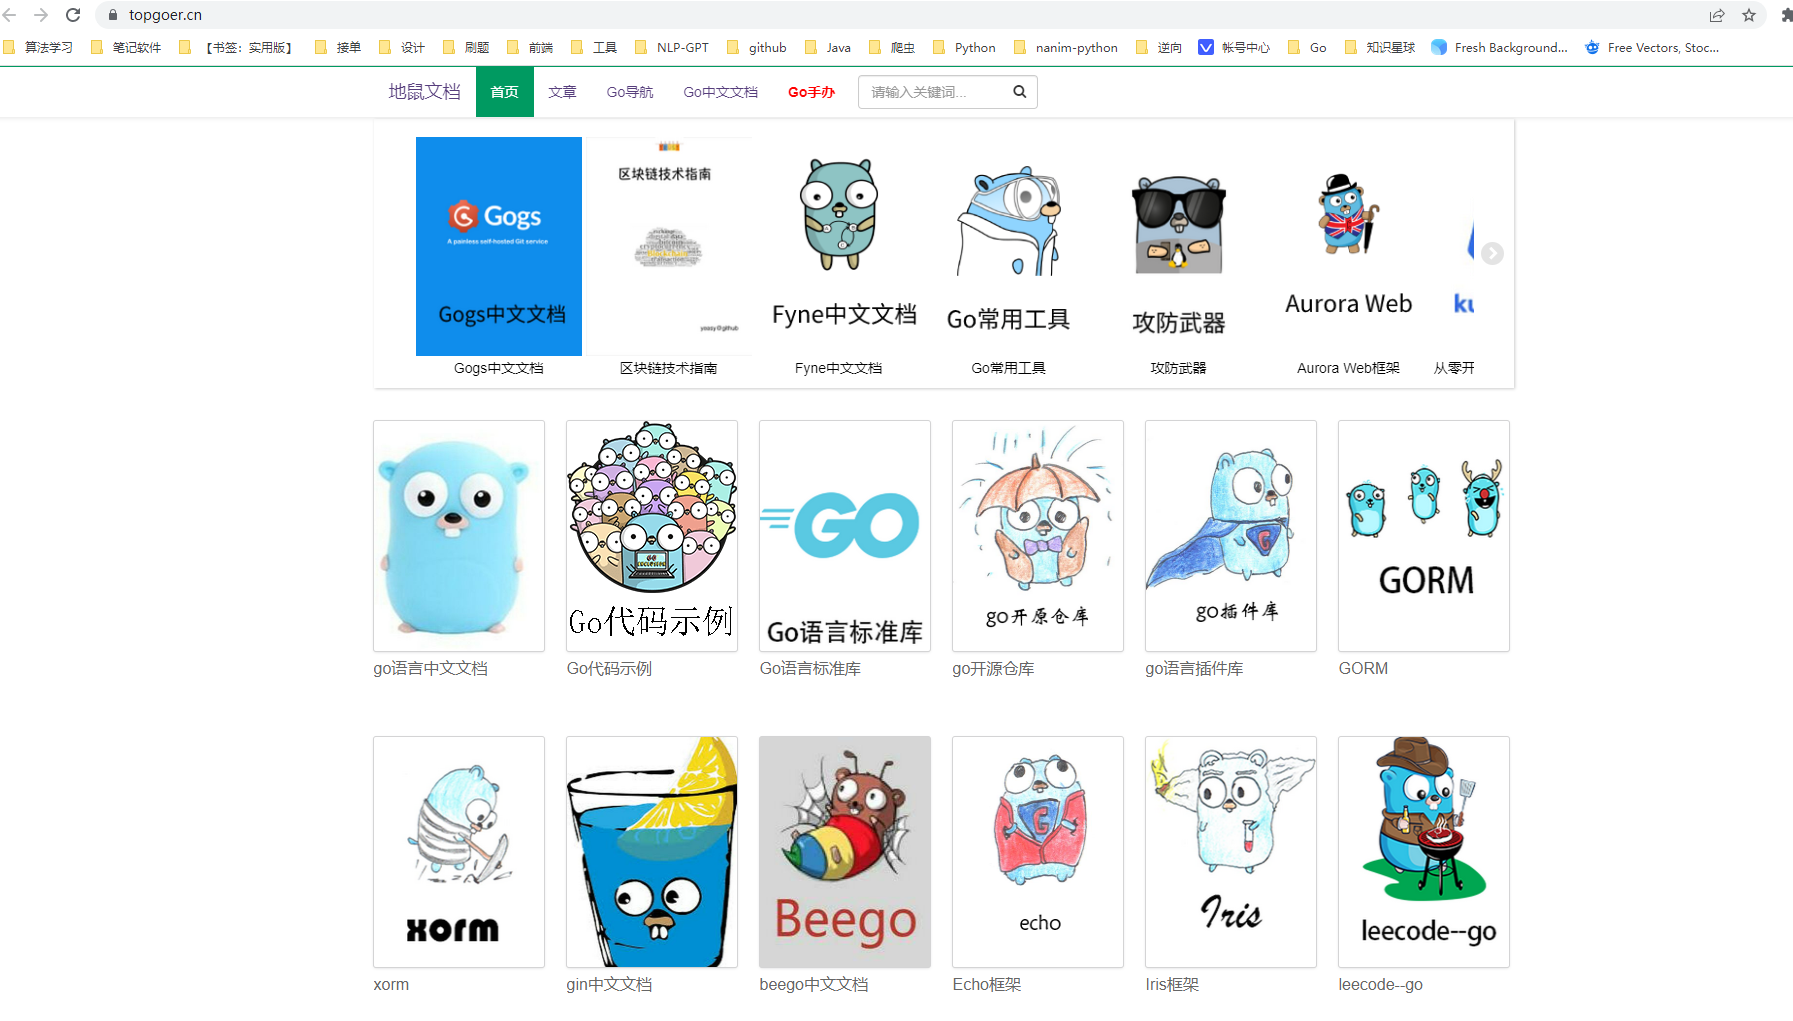 topgoer.cn
算法学习 笔记软件 【书签：实用版】 接单 设计 刷题 前端 工具 NLP-GPT github Java 爬虫 Python nanim-python 逆向 帐号中心 Go 知识星球 Fresh Background... Free Vectors, Stoc...
地鼠文档 首页 文章 Go导航 Go中文文档 Go手办 请输入关键词...
Gogs
A painless self-hosted Git service
Gogs中文文档
区块链技术指南
yeasy@github
Fyne中文文档
Go常用工具
攻防武器
Aurora Web
ku
Gogs中文文档 区块链技术指南 Fyne中文文档 Go常用工具 攻防武器 Aurora Web框架 从零开
Go代码示例
GO
Go语言标准库
go开原仓库
G
go插件库
GORM
go语言中文文档 Go代码示例 Go语言标准库 go开源仓库 go语言插件库 GORM
xorm
Beego
G
echo
Iris
leecode--go
xorm gin中文文档 beego中文文档 Echo框架 Iris框架 leecode--go